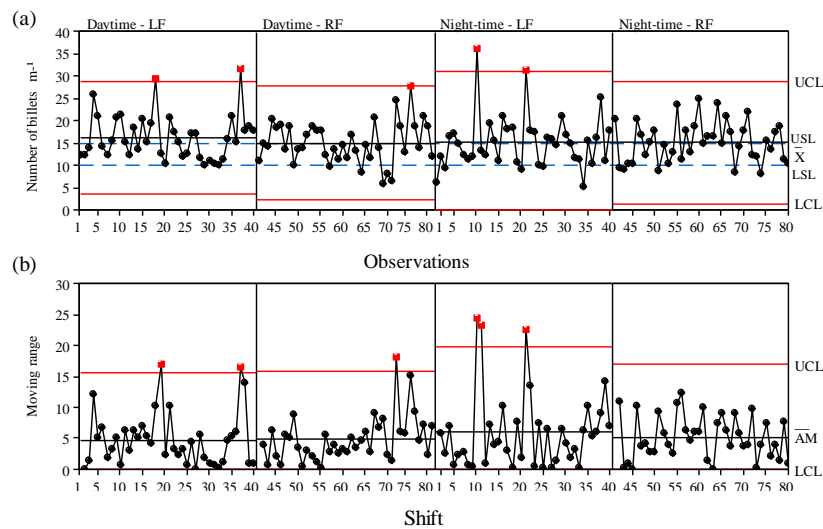 (a)
Daytime - LF Daytime - RF Night-time - LF Night-time - RF
Number of billets m⁻¹
40
35
30
25
20
15
10
5
0
UCL
USL
X
LSL
LCL
1 5 10 15 20 25 30 35 40 45 50 55 60 65 70 75 80 1 5 10 15 20 25 30 35 40 45 50 55 60 65 70 75 80
Observations
(b)
Moving range
30
25
20
15
10
5
0
UCL
AM
LCL
1 5 10 15 20 25 30 35 40 45 50 55 60 65 70 75 80 1 5 10 15 20 25 30 35 40 45 50 55 60 65 70 75 80
Shift